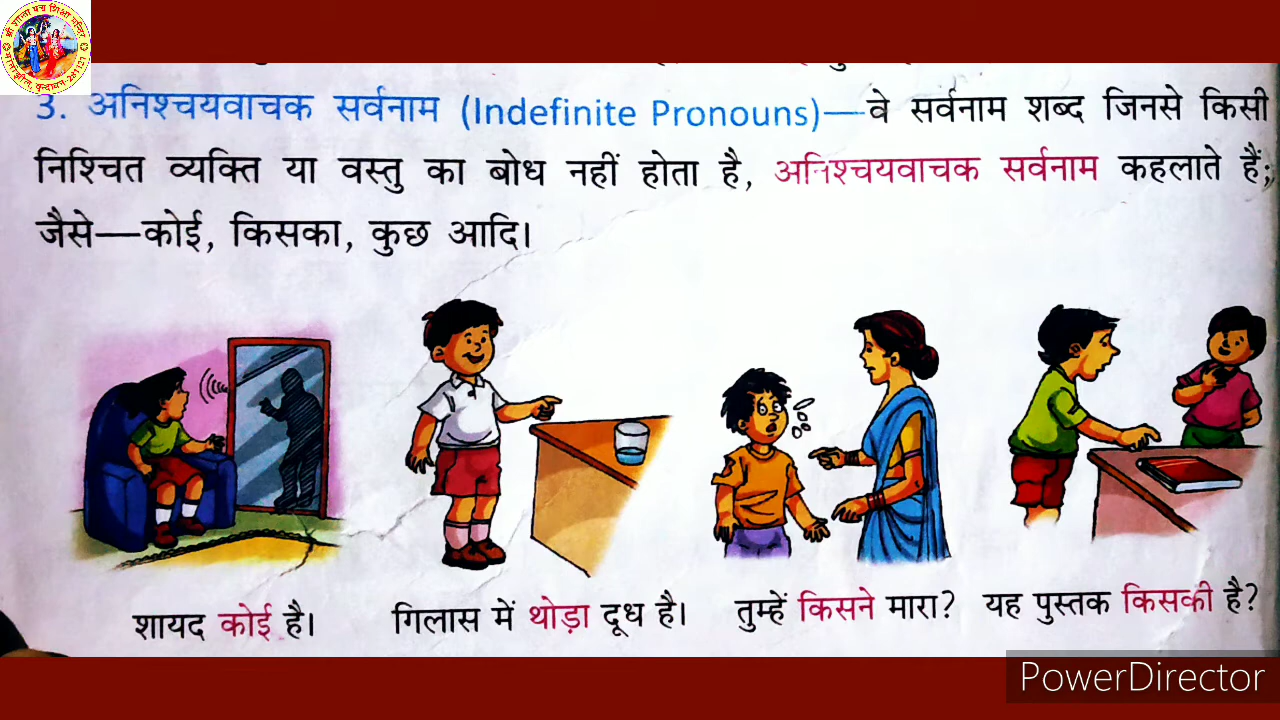 श्री
3. अनिश्चयवाचक सर्वनाम (Indefinite Pronouns)—वे सर्वनाम शब्द जिनसे किसी
निश्चित व्यक्ति या वस्तु का बोध नहीं होता है, अनिश्चयवाचक सर्वनाम कहलाते हैं;
जैसे—कोई, किसका, कुछ आदि।
शायद कोई है।
गिलास में थोड़ा दूध है।
तुम्हें किसने मारा?
यह पुस्तक किसकी है?
PowerDirector